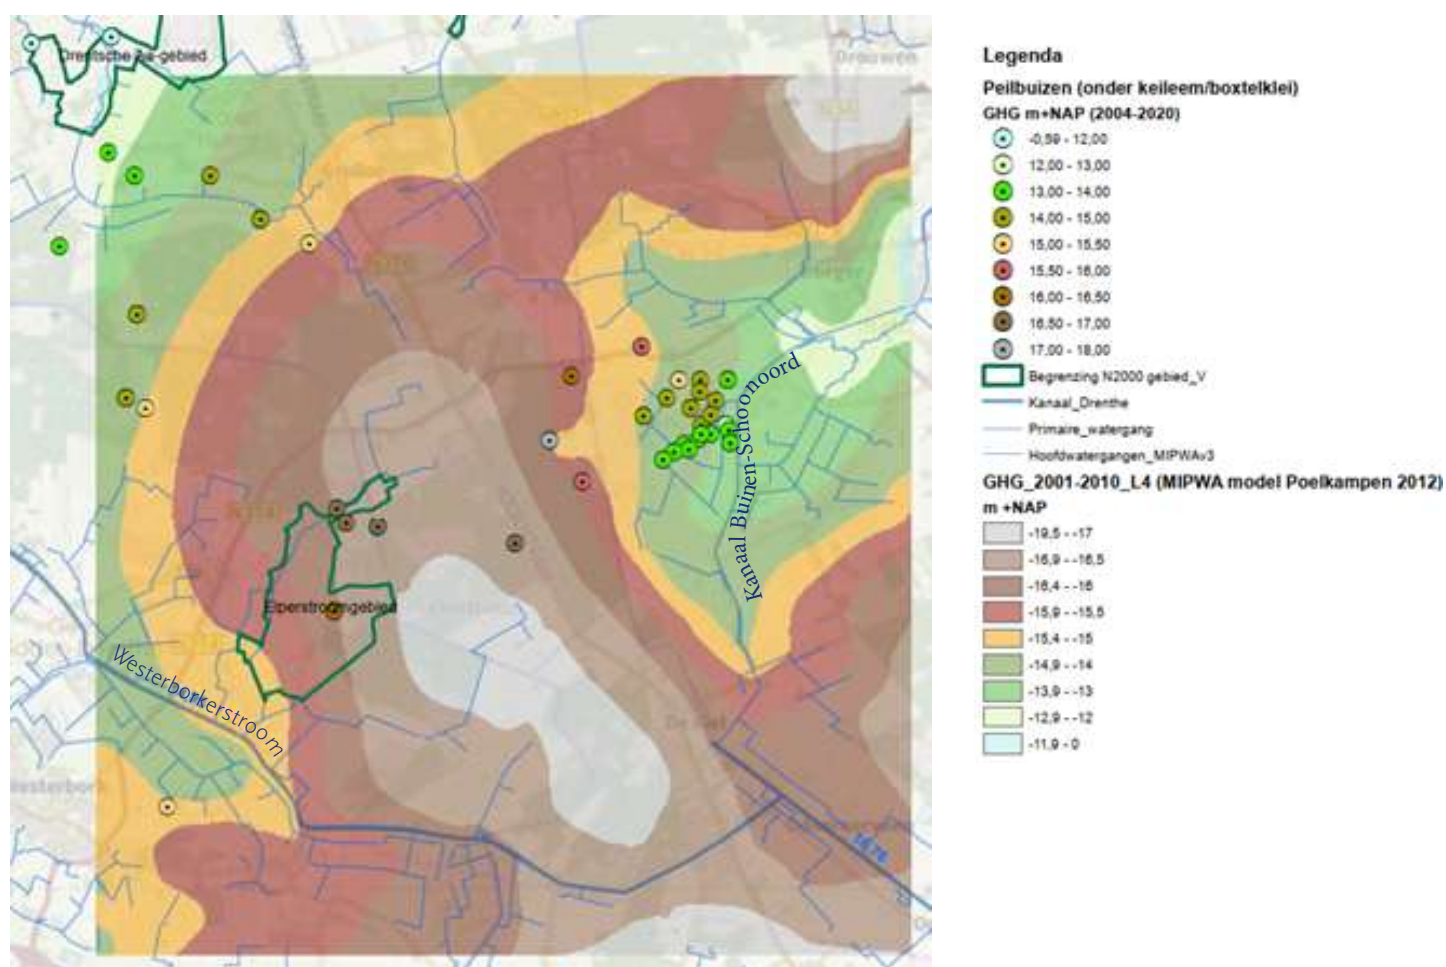 Drentsche Aa-gebied
Drouwen
Kanaal Buinen-Schoonoord
Elperstroomgebied
Westerborkerstroom
Westerbork
Legenda
Peilbuizen (onder keileem/boxtelklei)
GHG m+NAP (2004-2020)
-0,59 - 12,00
12,00 - 13,00
13,00 - 14,00
14,00 - 15,00
15,00 - 15,50
15,50 - 16,00
16,00 - 16,50
16,50 - 17,00
17,00 - 18,00
Begrenzing N2000 gebied_V
Kanaal_Drenthe
Primaire_watergang
Hoofdwatergangen_MIPWAv3
GHG_2001-2010_L4 (MIPWA model Poelkampen 2012)
m +NAP
-19,5 - -17
-16,9 - -16,5
-16,4 - -16
-15,9 - -15,5
-15,4 - -15
-14,9 - -14
-13,9 - -13
-12,9 - -12
-11,9 - 0